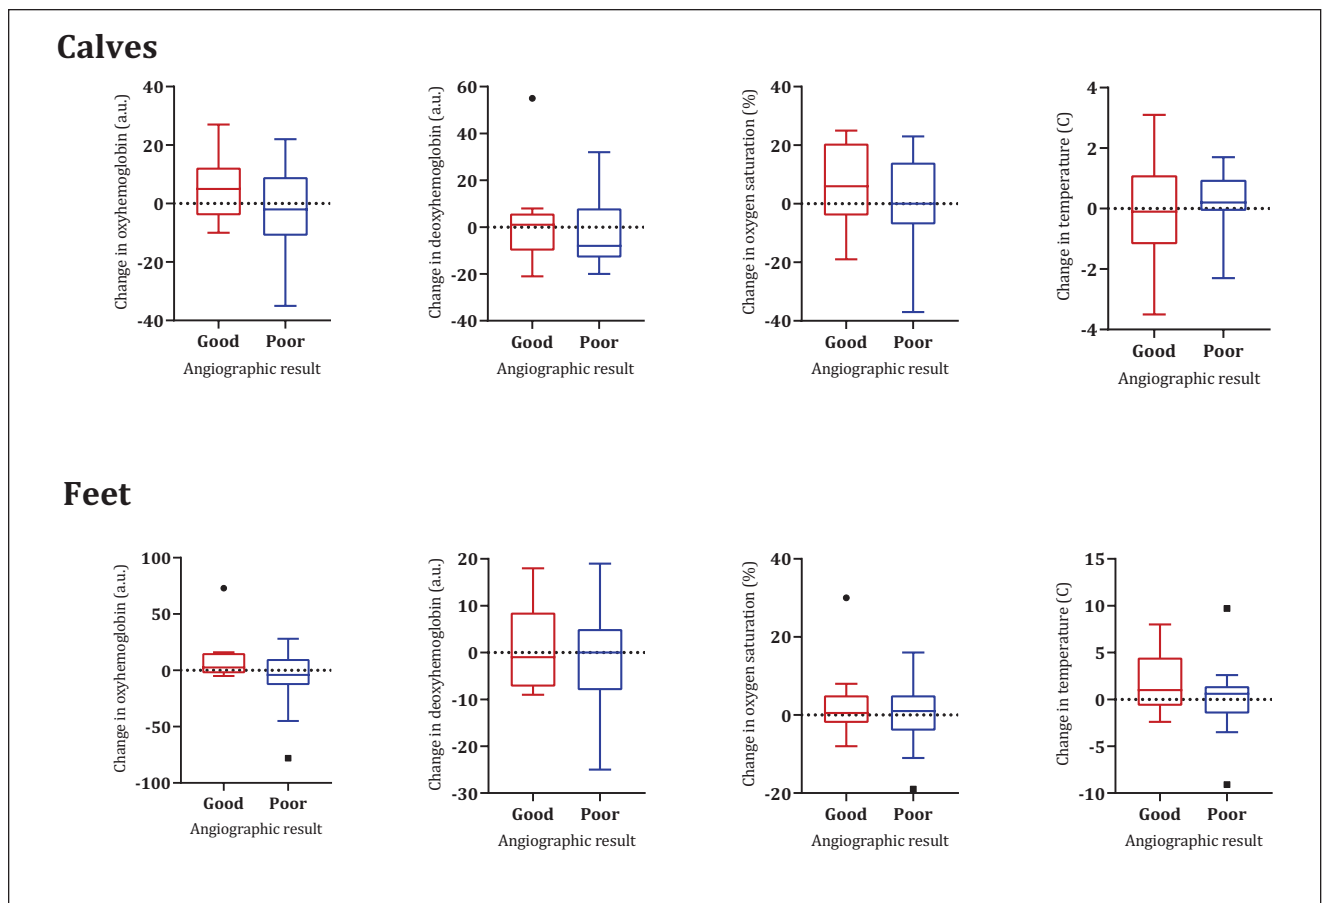 Calves
Change in oxyhemoglobin (a.u.)
40
20
0
-20
-40
Good Poor
Angiographic result
Change in deoxyhemoglobin (a.u.)
60
40
20
0
-20
-40
Good Poor
Angiographic result
Change in oxygen saturation (%)
40
20
0
-20
-40
Good Poor
Angiographic result
Change in temperature (C)
4
2
0
-2
-4
Good Poor
Angiographic result
Feet
Change in oxyhemoglobin (a.u.)
100
50
0
-50
-100
Good Poor
Angiographic result
Change in deoxyhemoglobin (a.u.)
20
10
0
-10
-20
-30
Good Poor
Angiographic result
Change in oxygen saturation (%)
40
20
0
-20
Good Poor
Angiographic result
Change in temperature (C)
15
10
5
0
-5
-10
Good Poor
Angiographic result